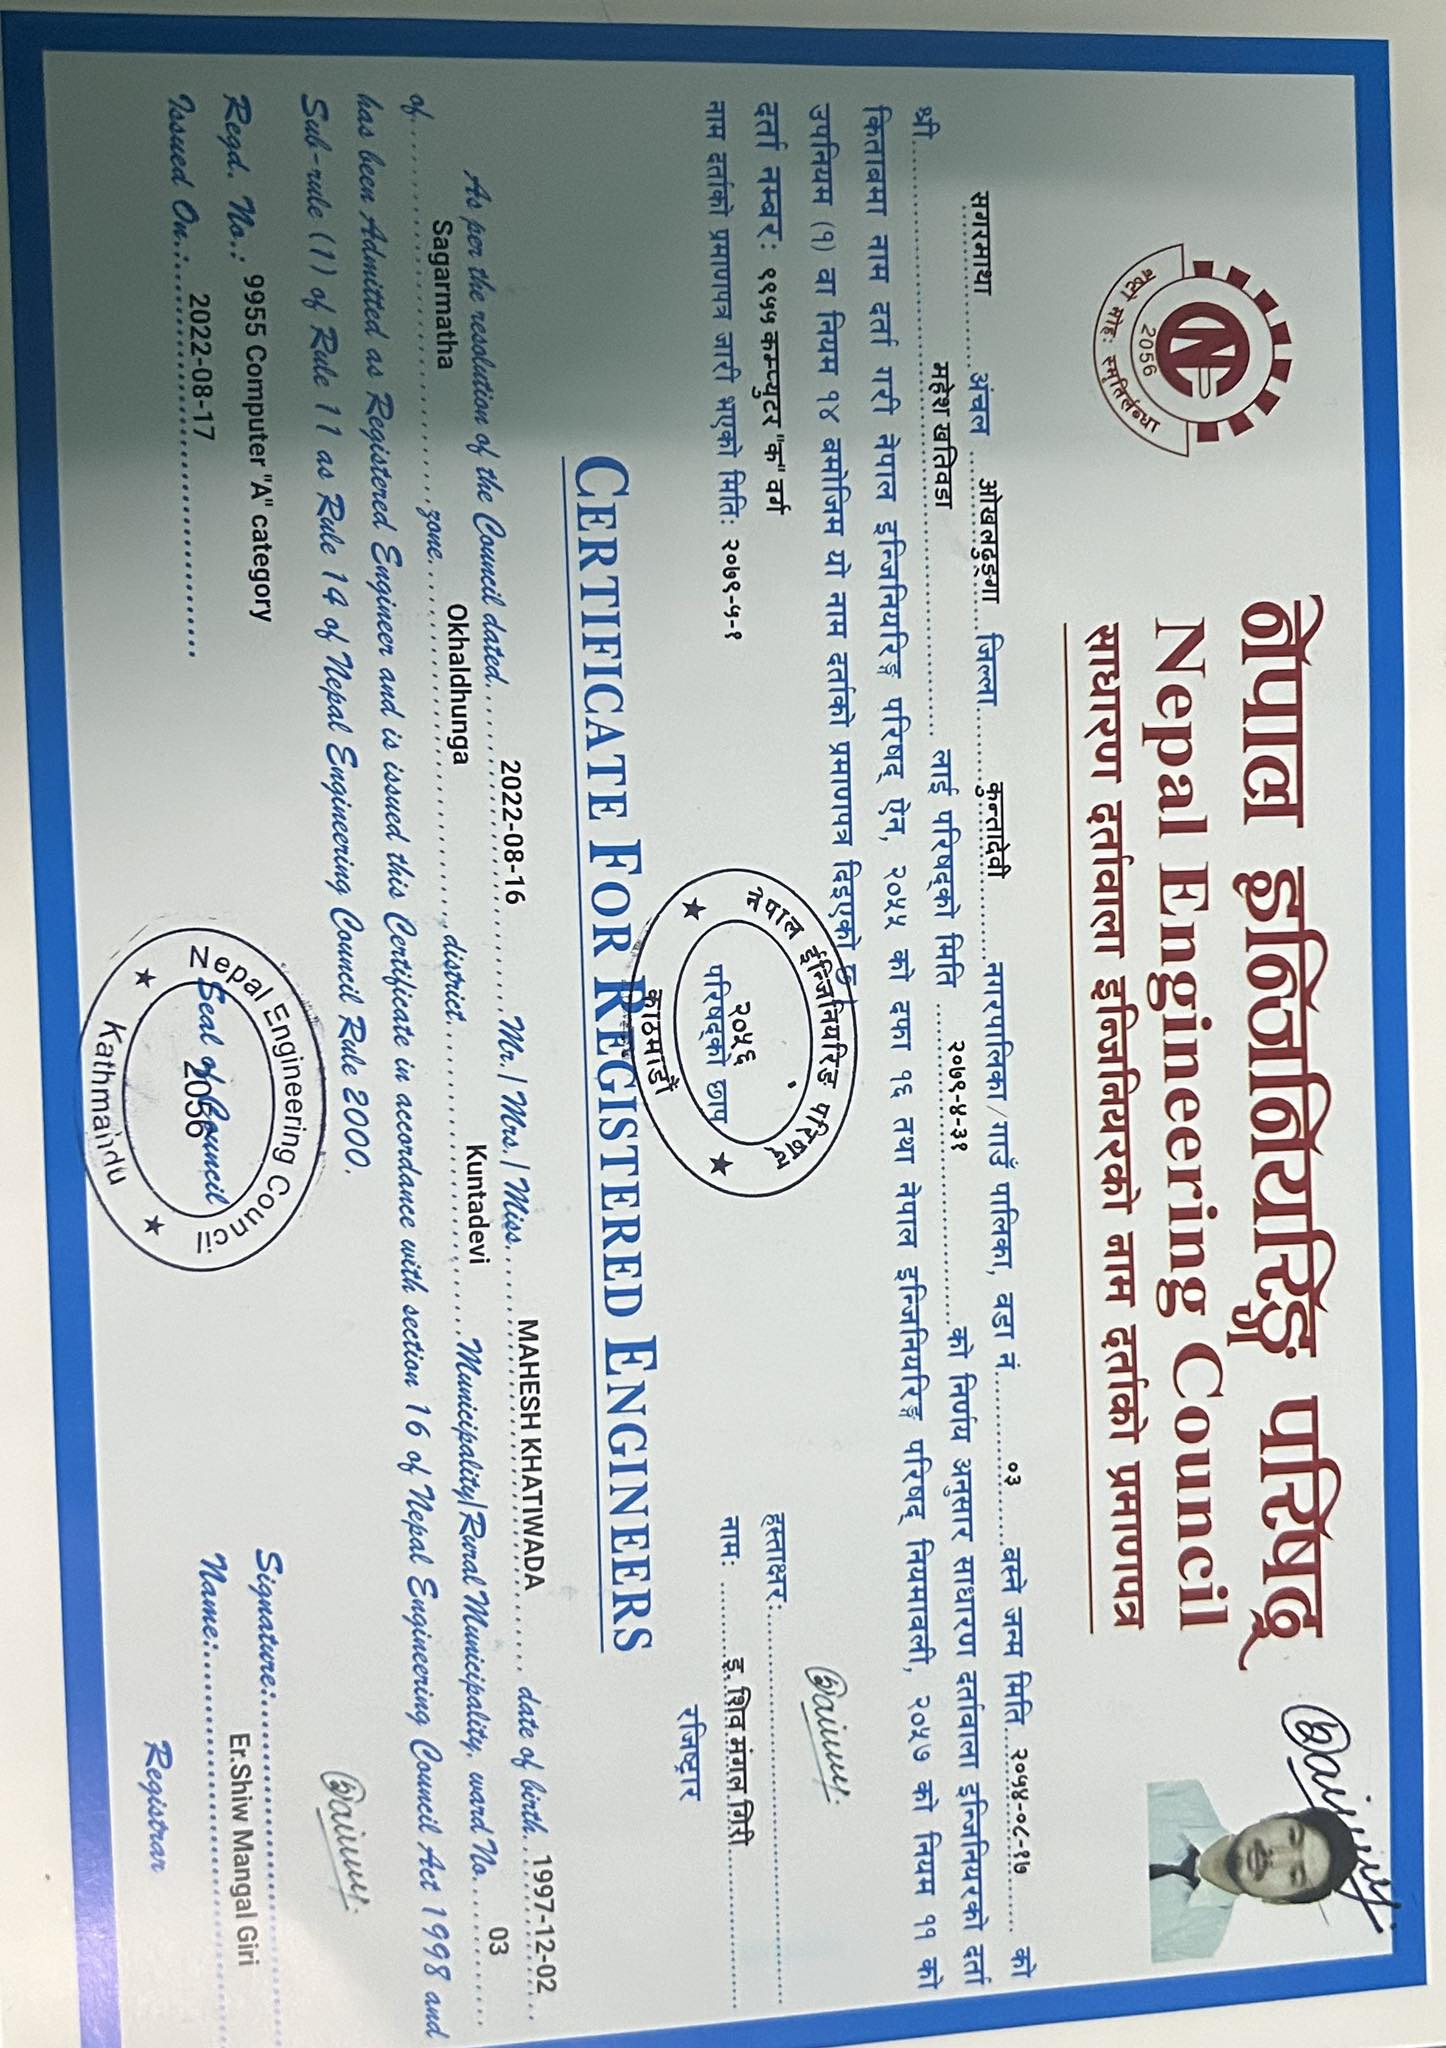 नेपाल इन्जिनियरिङ्ग परिषद्
Nepal Engineering Council
साधारण दर्तावाला इन्जिनियरको नाम दर्ताको प्रमाणपत्र
NEC
2056
नष्टो मोहः स्मृतिर्लब्धा
सगरमाथा अंचल ओखलढुङ्गा जिल्ला कुन्तादेवी नगरपालिका/गाउँ पालिका, वडा नं. ०३ बस्ने जन्म मिति २०५४-०८-१७ को
श्री महेश खतिवडा लाई परिषद्को मिति २०७९-४-३१ को निर्णय अनुसार साधारण दर्तावाला इन्जिनियरको दर्ता
किताबमा नाम दर्ता गरी नेपाल इन्जिनियरिङ्ग परिषद् ऐन, २०५५ को दफा १६ तथा नेपाल इन्जिनियरिङ्ग परिषद् नियमावली, २०५७ को नियम ११ को
उपनियम (१) वा नियम १४ बमोजिम यो नाम दर्ताको प्रमाणपत्र दिइएको छ।
दर्ता नम्बर: ९९५५ कम्प्युटर "क" वर्ग
नाम दर्ताको प्रमाणपत्र जारी भएको मिति: २०७९-५-१
नेपाल ईन्जिनियरिङ परिषद्
२०५६
परिषद्को छाप
काठमाडौं
हस्ताक्षर:
नाम: इ. शिव मंगल गिरी
रजिष्ट्रार
CERTIFICATE FOR REGISTERED ENGINEERS
As per the resolution of the Council dated 2022-08-16 Mr./Mrs./Miss. MAHESH KHATIWADA date of birth 1997-12-02
of Sagarmatha zone Okhaldhunga district Kuntadevi Municipality/Rural Municipality, ward No. 03
has been Admitted as Registered Engineer and is issued this Certificate in accordance with section 16 of Nepal Engineering Council Act 1998 and
Sub-rule (1) of Rule 11 as Rule 14 of Nepal Engineering Council Rule 2000.
Regd. No.: 9955 Computer "A" category
Issued On.: 2022-08-17
Nepal Engineering Council
Seal of Council
2056
Kathmandu
Signature:
Name: Er.Shiw Mangal Giri
Registrar